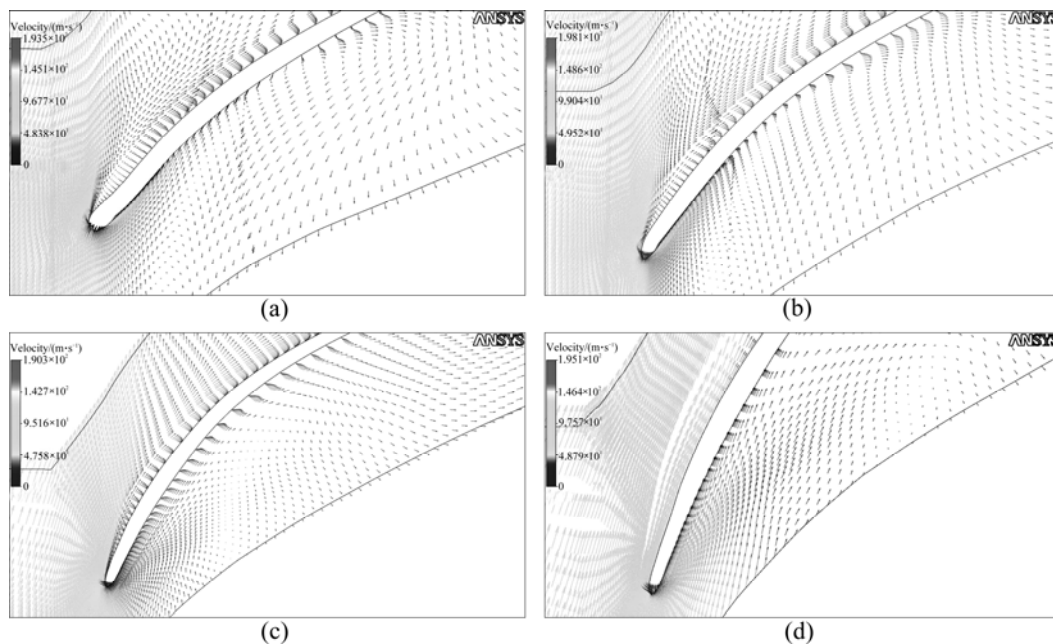 ANSYS
Velocity/(m·s⁻¹)
1.935×10²
1.451×10²
9.677×10¹
4.838×10¹
0
(a)
ANSYS
Velocity/(m·s⁻¹)
1.981×10²
1.486×10²
9.904×10¹
4.952×10¹
0
(b)
ANSYS
Velocity/(m·s⁻¹)
1.903×10²
1.427×10²
9.516×10¹
4.758×10¹
0
(c)
ANSYS
Velocity/(m·s⁻¹)
1.951×10²
1.464×10²
9.757×10¹
4.879×10¹
0
(d)